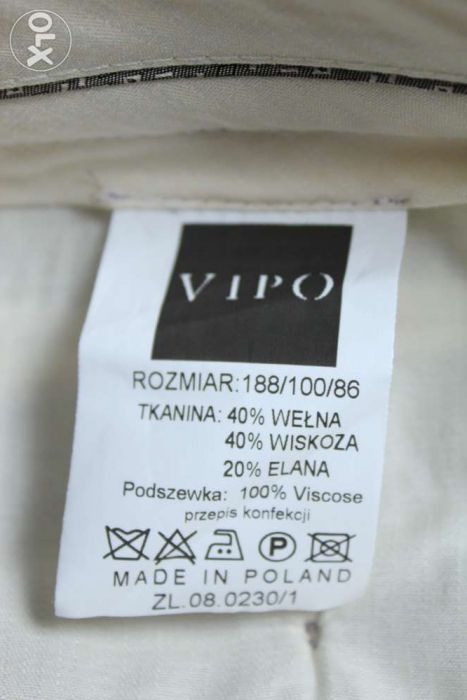 OLX
VIPO
ROZMIAR:188/100/86
TKANINA: 40% WEŁNA
40% WISKOZA
20% ELANA
Podszewka: 100% Viscose
przepis konfekcji
P
MADE IN POLAND
ZL.08.0230/1